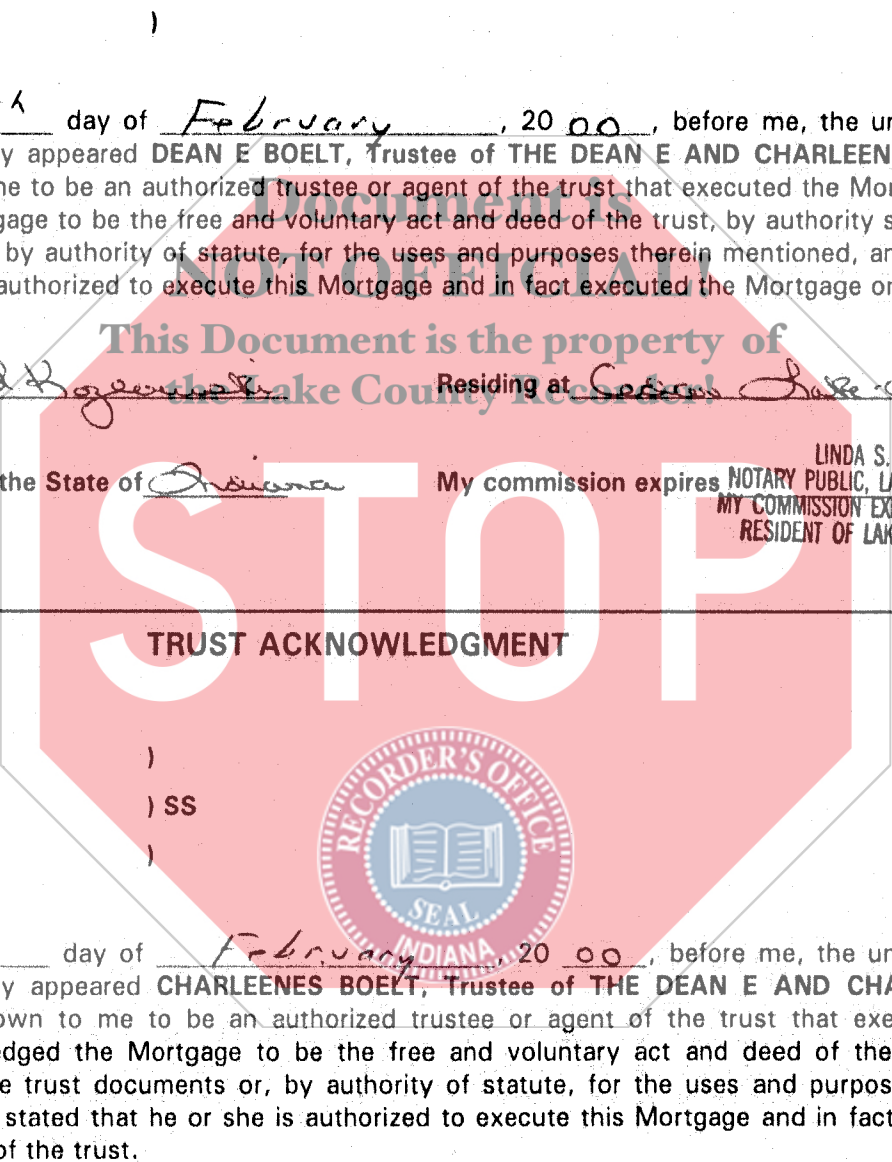 )
day of February, 20 00, before me, the un
y appeared DEAN E BOELT, Trustee of THE DEAN E AND CHARLEEN
ne to be an authorized trustee or agent of the trust that executed the Mor
gage to be the free and voluntary act and deed of the trust, by authority s
by authority of statute, for the uses and purposes therein mentioned, an
authorized to execute this Mortgage and in fact executed the Mortgage or
Document is
NOT OFFICIAL!
This Document is the property of
the Lake County Recorder!
Residing at
LINDA S.
the State of Indiana My commission expires NOTARY PUBLIC, LA
MY COMMISSION EX
RESIDENT OF LAK
STOP
TRUST ACKNOWLEDGMENT
)
) SS
)
RECORDER'S OFFICE
SEAL
INDIANA
day of February, 20 00, before me, the un
y appeared CHARLEENES BOELT, Trustee of THE DEAN E AND CHA
own to me to be an authorized trustee or agent of the trust that exe
edged the Mortgage to be the free and voluntary act and deed of the
e trust documents or, by authority of statute, for the uses and purpos
stated that he or she is authorized to execute this Mortgage and in fact
of the trust.